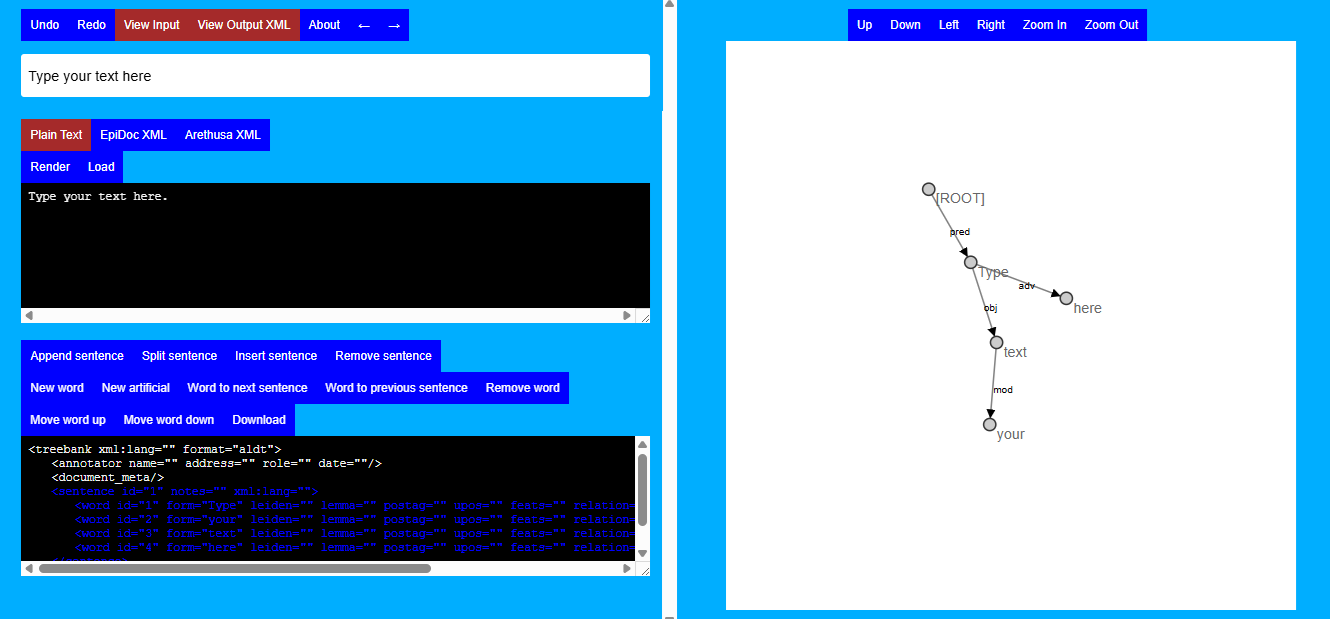 Undo Redo View Input View Output XML About ← →
Type your text here
Plain Text EpiDoc XML Arethusa XML
Render Load
Type your text here.
Append sentence Split sentence Insert sentence Remove sentence
New word New artificial Word to next sentence Word to previous sentence Remove word
Move word up Move word down Download
<treebank xml:lang="" format="aldt">
<annotator name="" address="" role="" date=""/>
<document_meta/>
<sentence id="1" notes="" xml:lang="">
<word id="1" form="Type" leiden="" lemma="" postag="" upos="" feats="" relation=
<word id="2" form="your" leiden="" lemma="" postag="" upos="" feats="" relation=
<word id="3" form="text" leiden="" lemma="" postag="" upos="" feats="" relation=
<word id="4" form="here" leiden="" lemma="" postag="" upos="" feats="" relation=
Up Down Left Right Zoom In Zoom Out
[ROOT]
pred
Type
adv
here
obj
text
mod
your